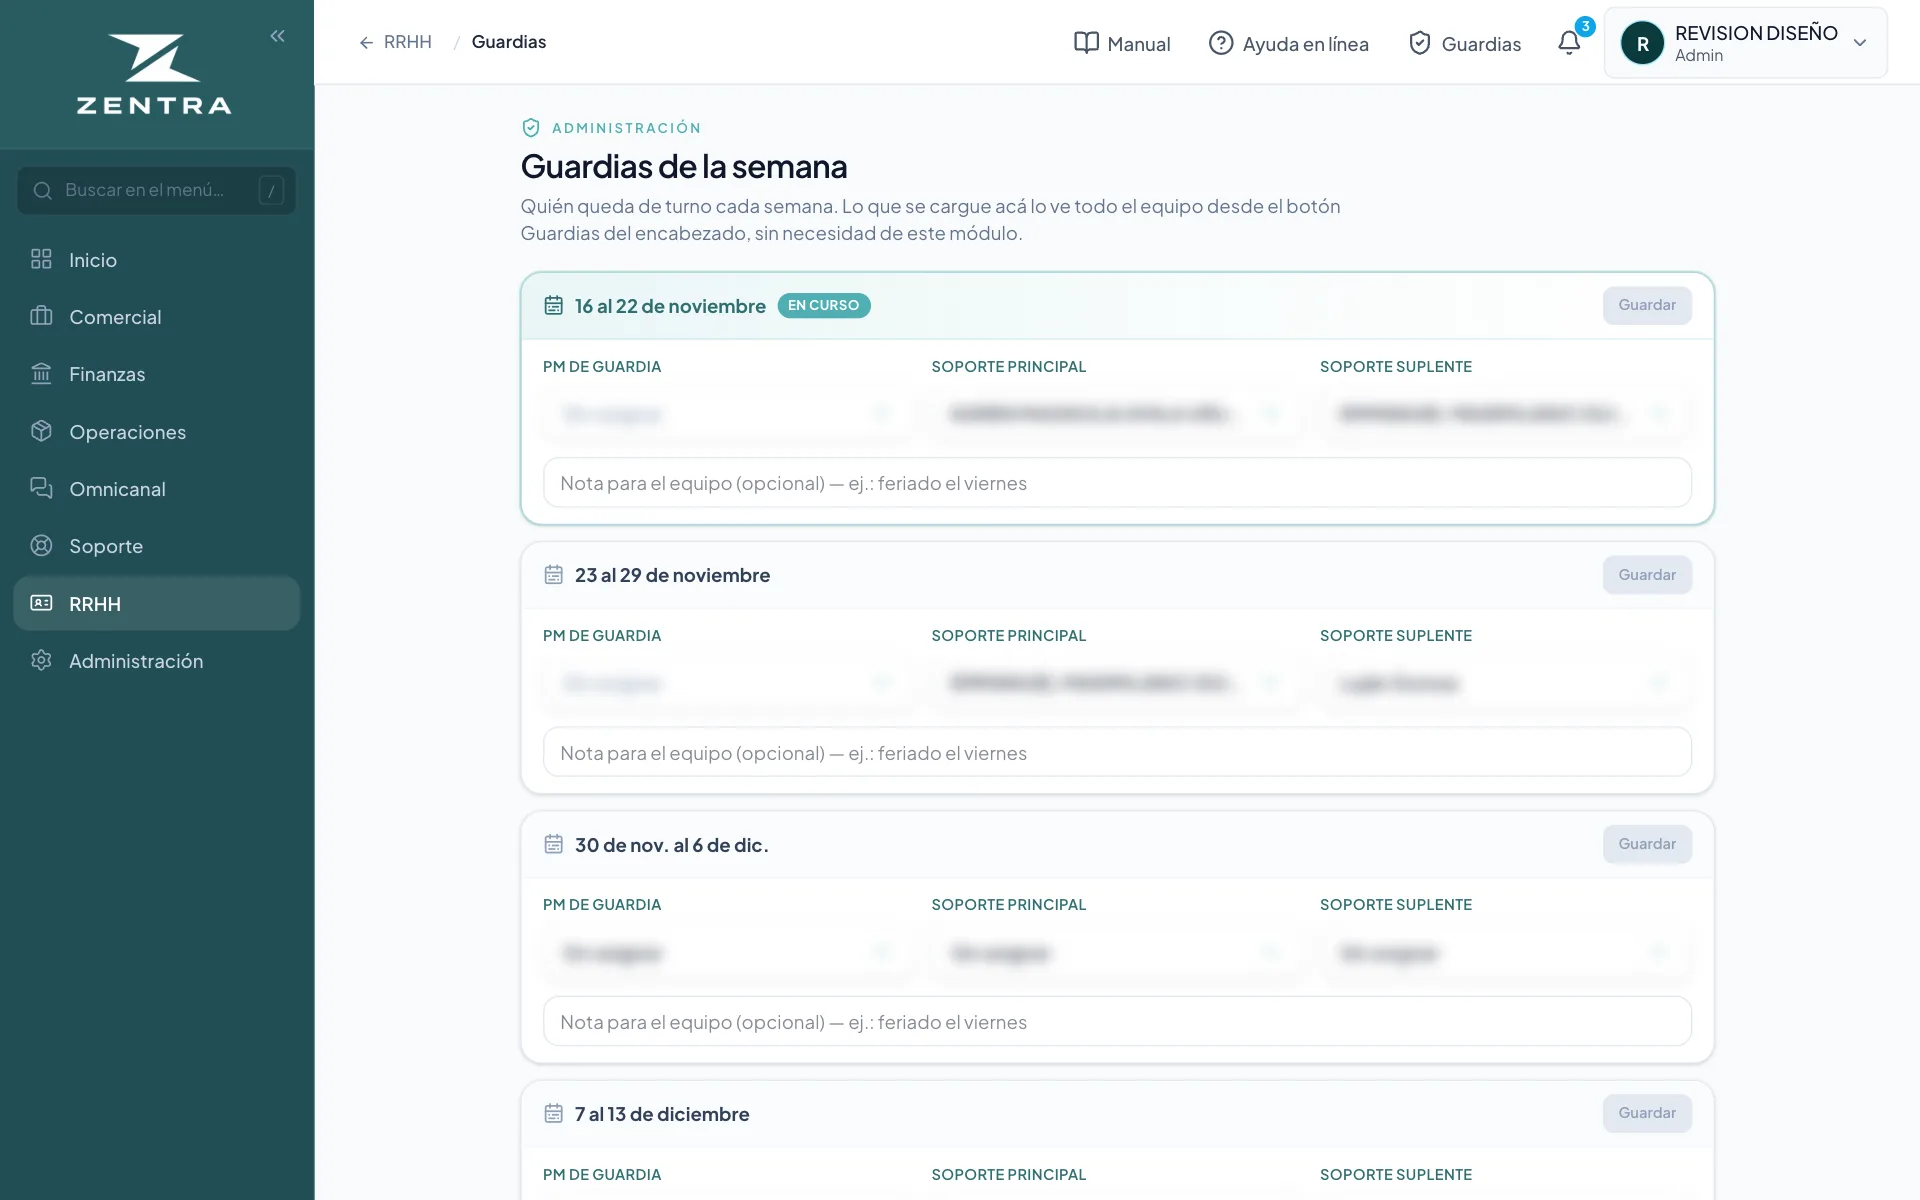 ZENTRA
Buscar en el menú...
/
Inicio
Comercial
Finanzas
Operaciones
Omnicanal
Soporte
RRHH
Administración
RRHH / Guardias
Manual
Ayuda en línea
Guardias
3
R
REVISION DISEÑO
Admin
ADMINISTRACIÓN
Guardias de la semana
Quién queda de turno cada semana. Lo que se cargue acá lo ve todo el equipo desde el botón
Guardias del encabezado, sin necesidad de este módulo.
16 al 22 de noviembre EN CURSO Guardar
PM DE GUARDIA SOPORTE PRINCIPAL SOPORTE SUPLENTE
Nota para el equipo (opcional) — ej.: feriado el viernes
23 al 29 de noviembre Guardar
PM DE GUARDIA SOPORTE PRINCIPAL SOPORTE SUPLENTE
Nota para el equipo (opcional) — ej.: feriado el viernes
30 de nov. al 6 de dic. Guardar
PM DE GUARDIA SOPORTE PRINCIPAL SOPORTE SUPLENTE
Nota para el equipo (opcional) — ej.: feriado el viernes
7 al 13 de diciembre Guardar
PM DE GUARDIA SOPORTE PRINCIPAL SOPORTE SUPLENTE